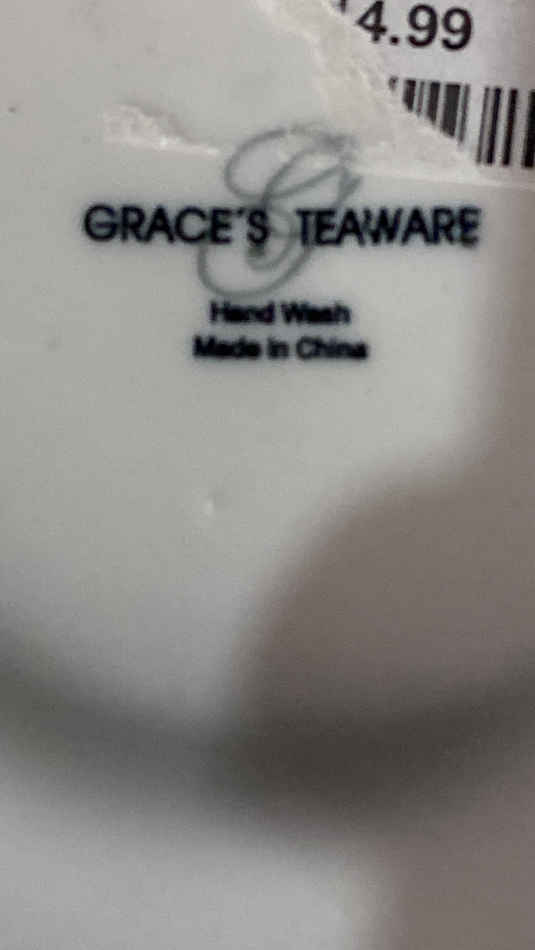 4.99
G
GRACE'S TEAWARE
Hand Wash
Made in China